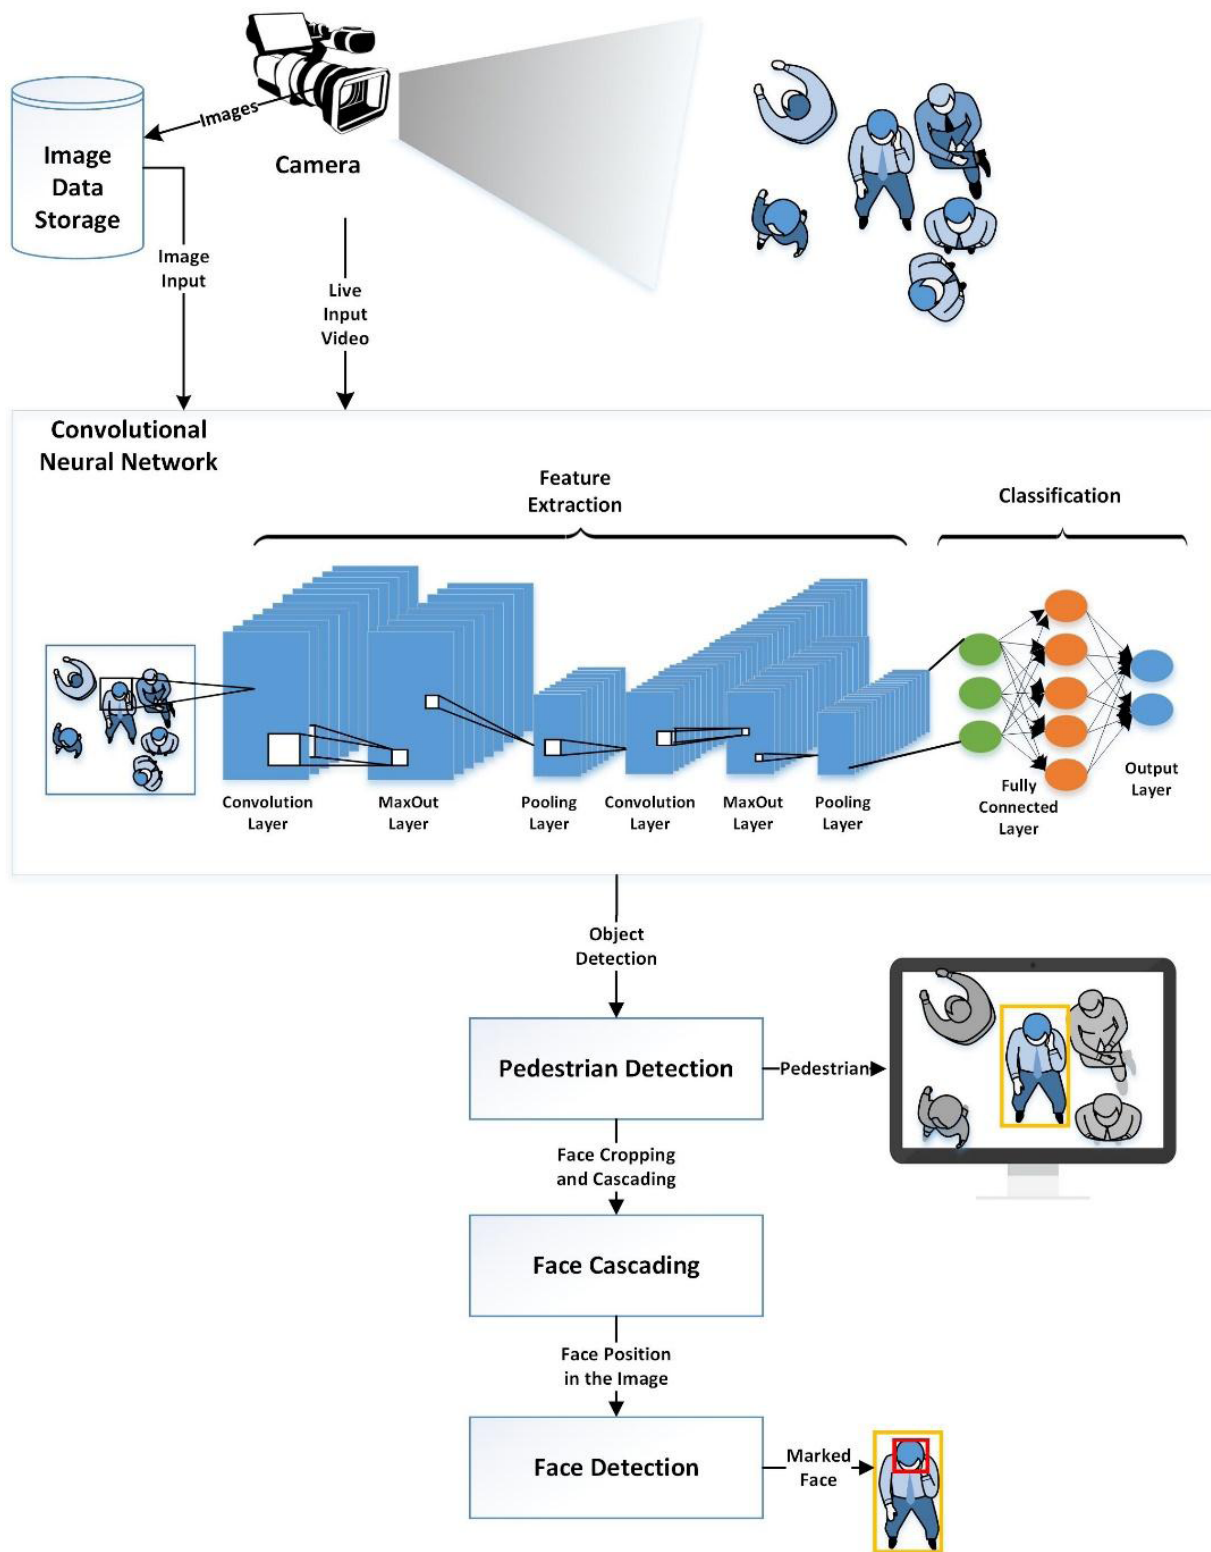 Images
Image
Data
Storage
Camera
Image
Input
Live
Input
Video
Convolutional
Neural Network
Feature
Extraction
Classification
Convolution
Layer
MaxOut
Layer
Pooling
Layer
Convolution
Layer
MaxOut
Layer
Pooling
Layer
Fully
Connected
Layer
Output
Layer
Object
Detection
Pedestrian Detection
Pedestrian
Face Cropping
and Cascading
Face Cascading
Face Position
in the Image
Face Detection
Marked
Face